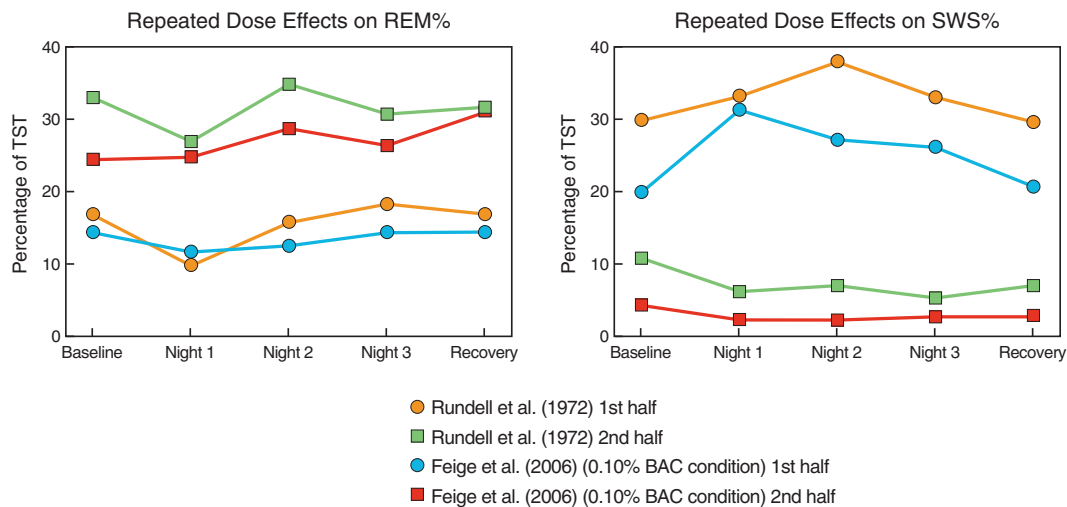 Repeated Dose Effects on REM%
40
30
20
10
0
Percentage of TST
Baseline Night 1 Night 2 Night 3 Recovery
Repeated Dose Effects on SWS%
40
30
20
10
0
Percentage of TST
Baseline Night 1 Night 2 Night 3 Recovery
Rundell et al. (1972) 1st half
Rundell et al. (1972) 2nd half
Feige et al. (2006) (0.10% BAC condition) 1st half
Feige et al. (2006) (0.10% BAC condition) 2nd half